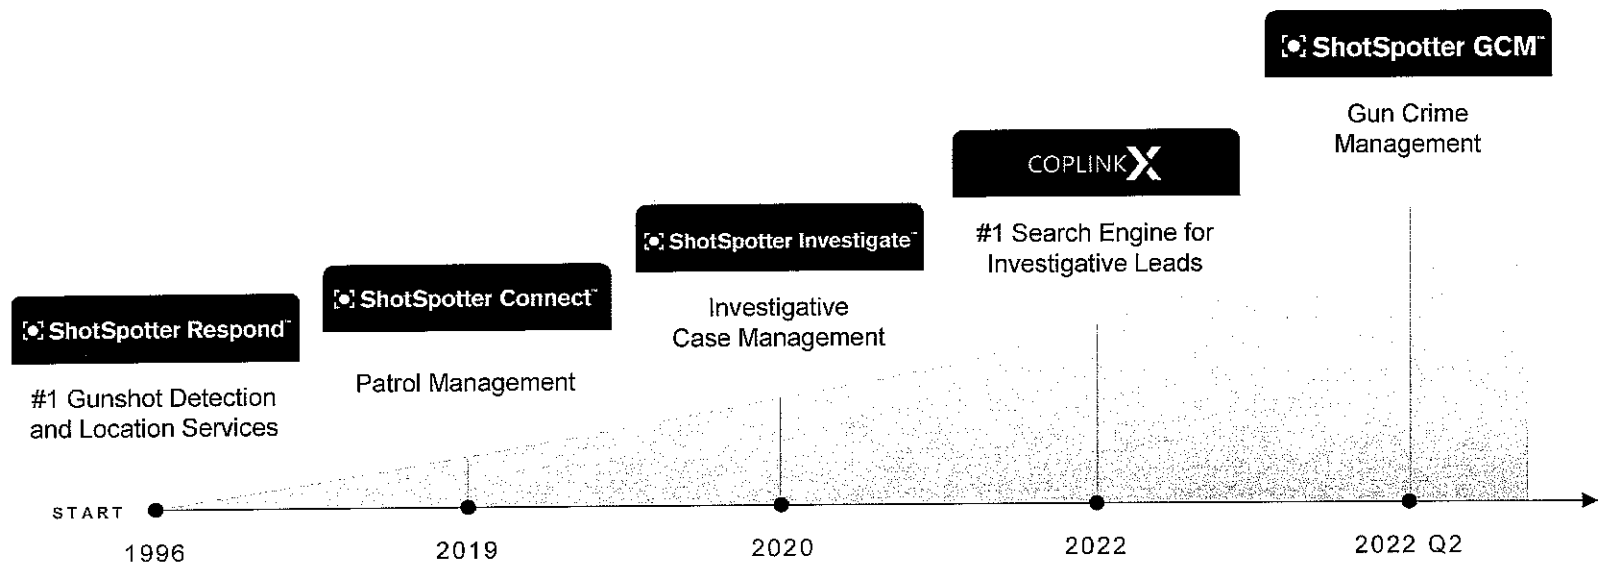 ShotSpotter GCM™
Gun Crime
Management
COPLINK X
#1 Search Engine for
Investigative Leads
ShotSpotter Investigate™
Investigative
Case Management
ShotSpotter Connect™
Patrol Management
ShotSpotter Respond™
#1 Gunshot Detection
and Location Services
START
1996
2019
2020
2022
2022 Q2